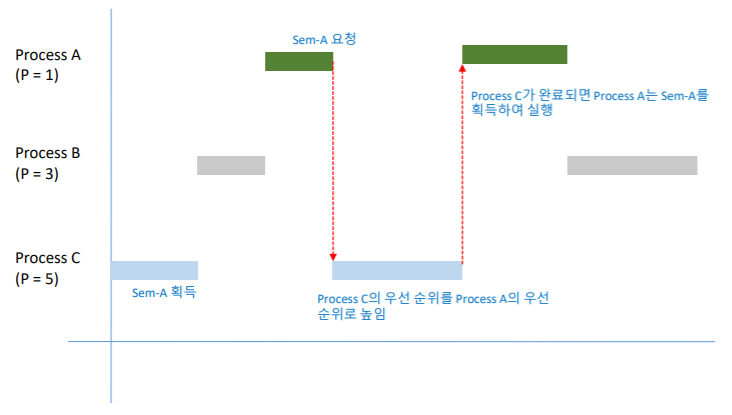 Process A
(P = 1)
Sem-A 요청
Process C가 완료되면 Process A는 Sem-A를
획득하여 실행
Process B
(P = 3)
Process C
(P = 5)
Sem-A 획득
Process C의 우선 순위를 Process A의 우선
순위로 높임